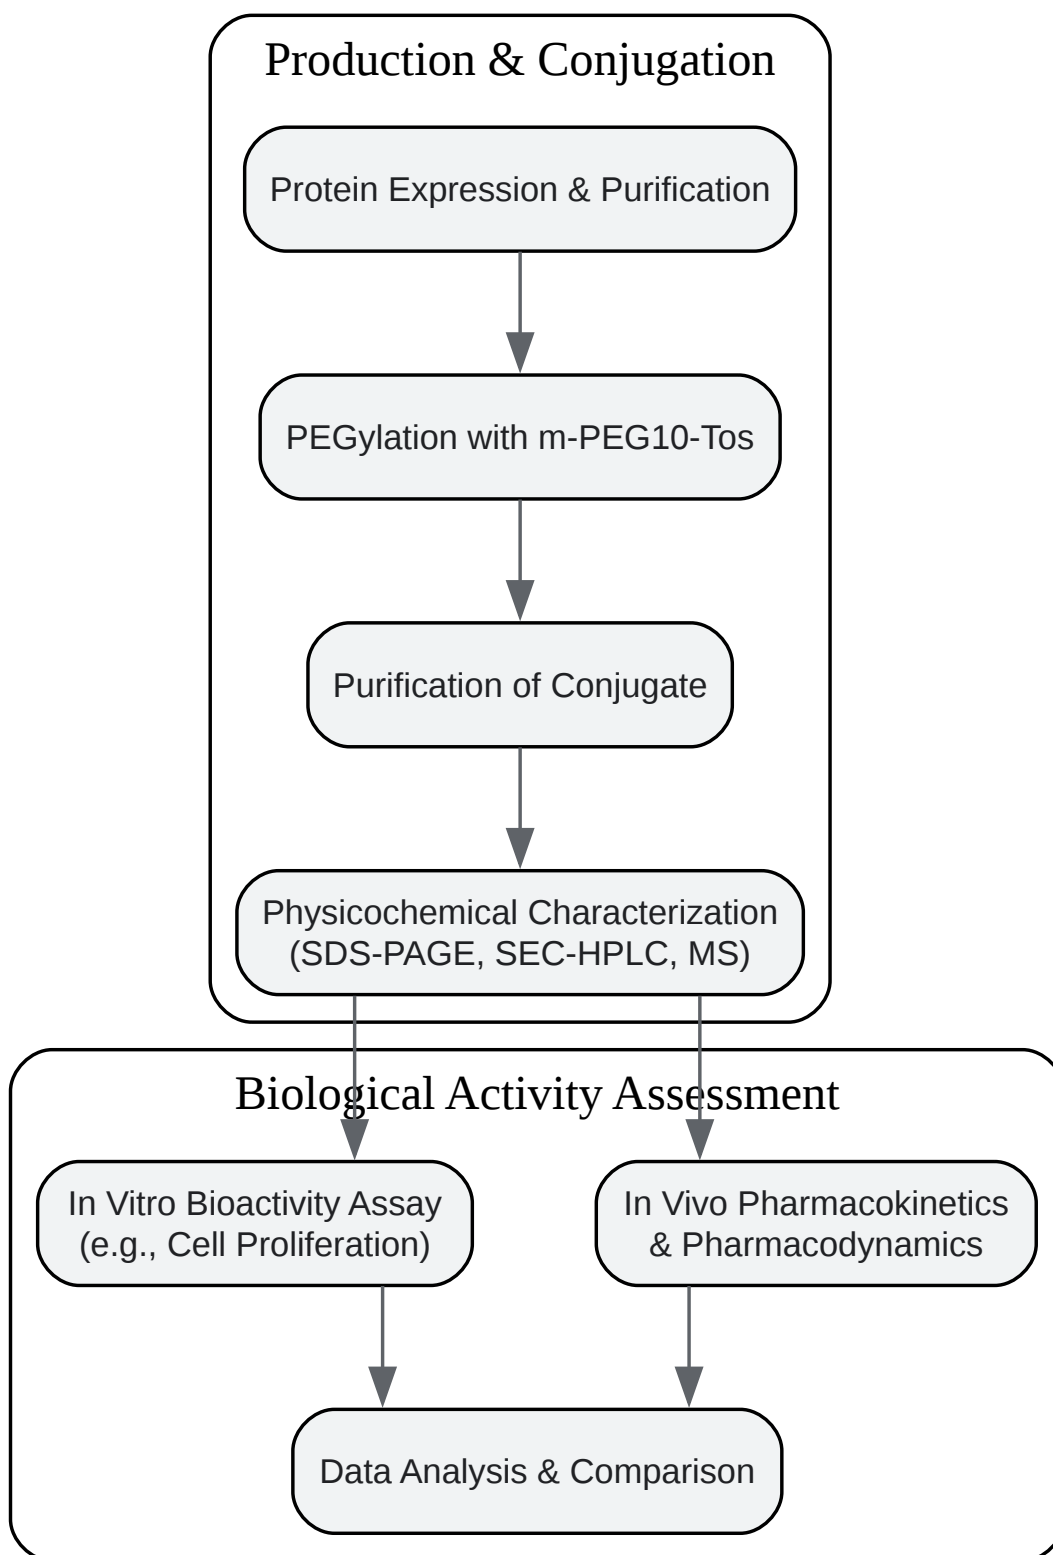 Production & Conjugation
Protein Expression & Purification
PEGylation with m-PEG10-Tos
Purification of Conjugate
Physicochemical Characterization
(SDS-PAGE, SEC-HPLC, MS)
Biological Activity Assessment
In Vitro Bioactivity Assay
(e.g., Cell Proliferation)
In Vivo Pharmacokinetics
& Pharmacodynamics
Data Analysis & Comparison